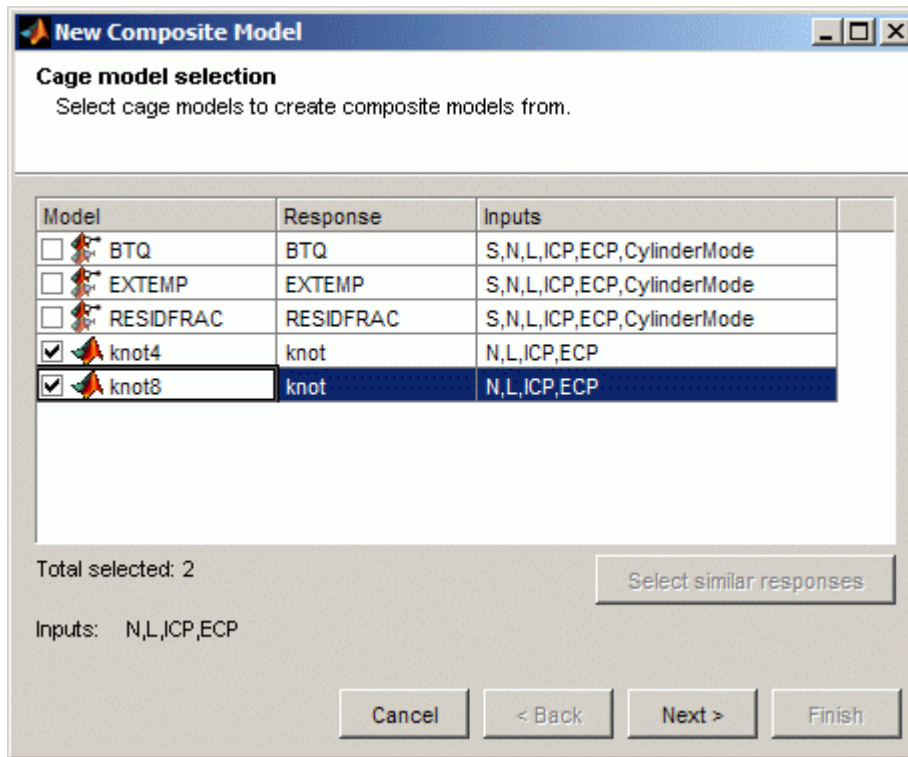 New Composite Model
Cage model selection
Select cage models to create composite models from.
Model Response Inputs
BTQ BTQ S,N,L,ICP,ECP,CylinderMode
EXTEMP EXTEMP S,N,L,ICP,ECP,CylinderMode
RESIDFRAC RESIDFRAC S,N,L,ICP,ECP,CylinderMode
knot4 knot N,L,ICP,ECP
knot8 knot N,L,ICP,ECP
Total selected: 2
Select similar responses
Inputs: N,L,ICP,ECP
Cancel < Back Next > Finish